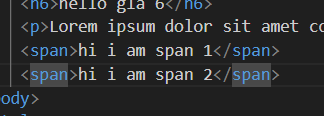 <h6>hello gia 6</h6>
<p>Lorem ipsum dolor sit amet co
<span>hi i am span 1</span>
<span>hi i am span 2</span>
body>